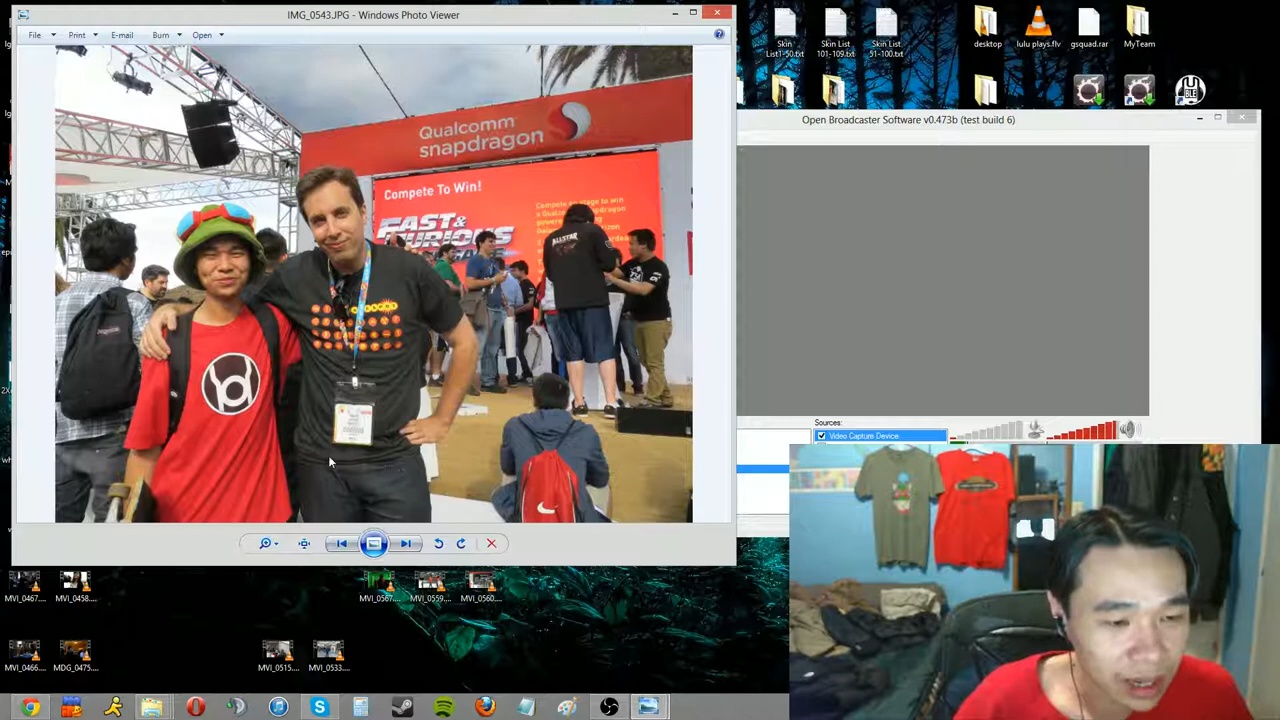 IMG_0543.JPG - Windows Photo Viewer
File
Print
E-mail
Burn
Open
Qualcomm
snapdragon
Compete To Win!
FAST&
FURIOUS
ALLSTAR
Skin
List1-50.txt
Skin List
101-109.txt
Skin List
51-100.txt
desktop
lulu plays.flv
gsquad.rar
MyTeam
Open Broadcaster Software v0.473b (test build 6)
Sources:
Video Capture Device
MVI_0467....
MVI_0458....
MVI_0567...
MVI_0559...
MVI_0560...
MVI_0466...
MDG_0475...
MVI_0515...
MVI_0533...